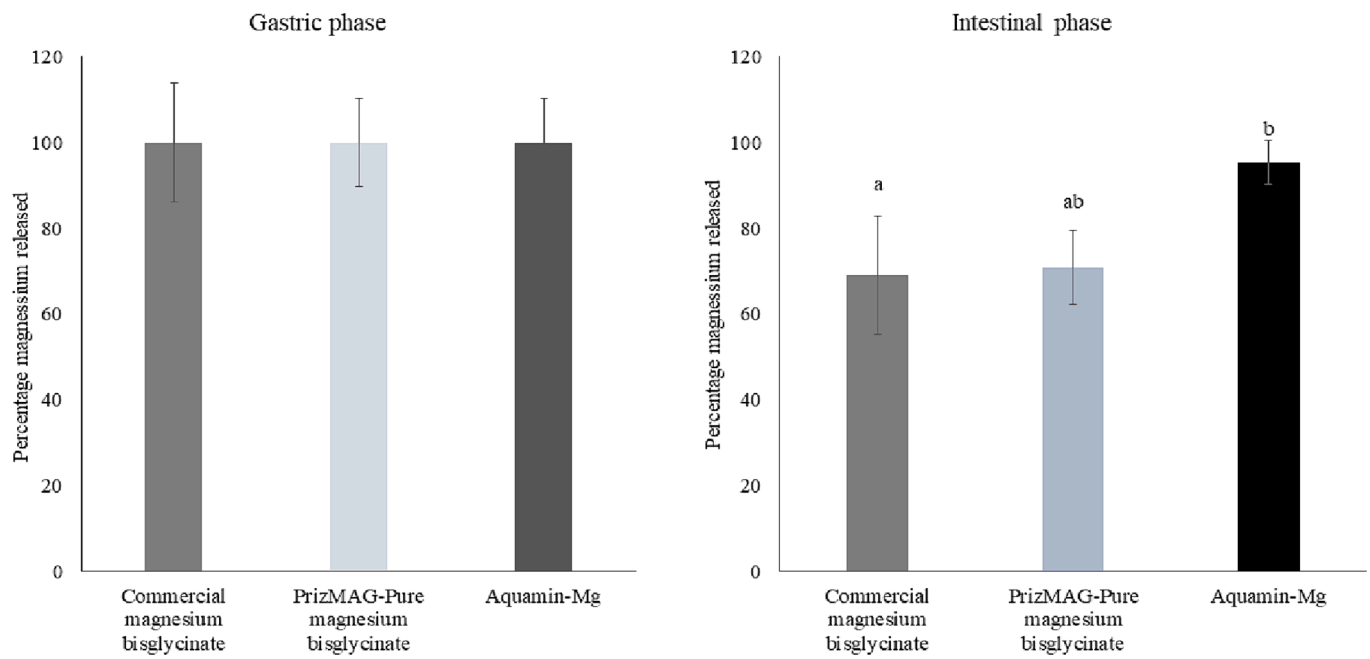 Gastric phase
Percentage magnessium released
120
100
80
60
40
20
0
Commercial
magnesium
bisglycinate
PrizMAG-Pure
magnesium
bisglycinate
Aquamin-Mg
Intestinal phase
Percentage magnessium released
120
100
80
60
40
20
0
a
ab
b
Commercial
magnesium
bisglycinate
PrizMAG-Pure
magnesium
bisglycinate
Aquamin-Mg